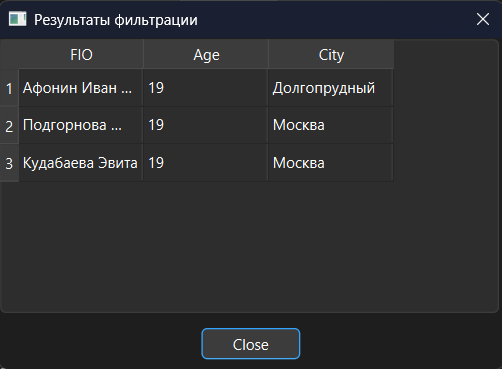 Результаты фильтрации
FIO Age City
1 Афонин Иван ... 19 Долгопрудный
2 Подгорнова ... 19 Москва
3 Кудабаева Эвита 19 Москва
Close